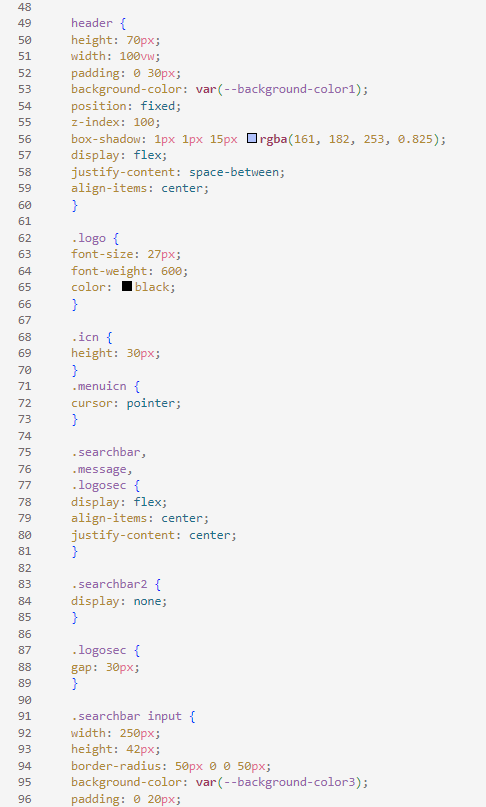 48
49 header {
50 height: 70px;
51 width: 100vw;
52 padding: 0 30px;
53 background-color: var(--background-color1);
54 position: fixed;
55 z-index: 100;
56 box-shadow: 1px 1px 15px rgba(161, 182, 253, 0.825);
57 display: flex;
58 justify-content: space-between;
59 align-items: center;
60 }
61
62 .logo {
63 font-size: 27px;
64 font-weight: 600;
65 color: black;
66 }
67
68 .icn {
69 height: 30px;
70 }
71 .menuicn {
72 cursor: pointer;
73 }
74
75 .searchbar,
76 .message,
77 .logosec {
78 display: flex;
79 align-items: center;
80 justify-content: center;
81 }
82
83 .searchbar2 {
84 display: none;
85 }
86
87 .logosec {
88 gap: 30px;
89 }
90
91 .searchbar input {
92 width: 250px;
93 height: 42px;
94 border-radius: 50px 0 0 50px;
95 background-color: var(--background-color3);
96 padding: 0 20px;